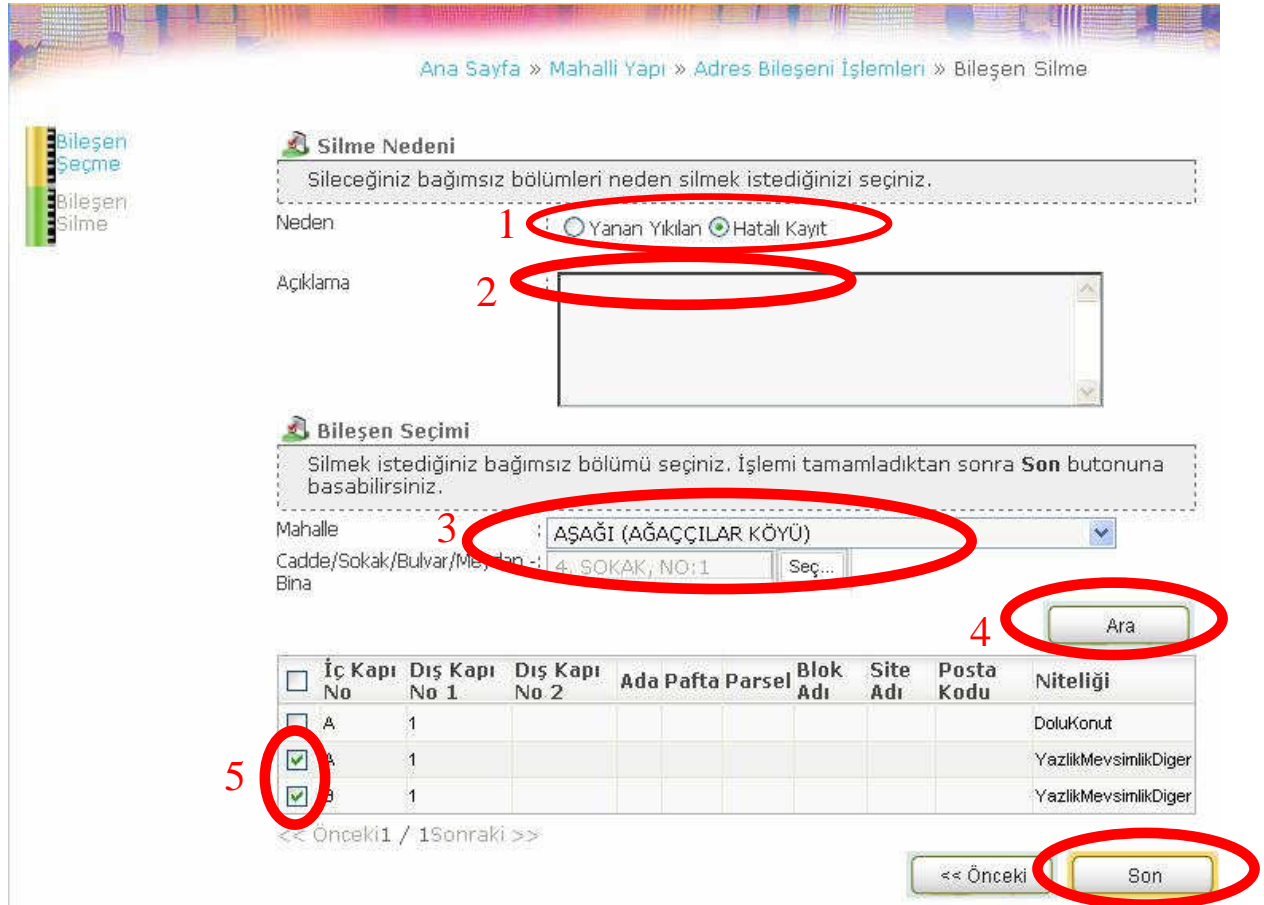 Ana Sayfa » Mahalli Yapı » Adres Bileşeni İşlemleri » Bileşen Silme
Bileşen
Seçme
Bileşen
Silme
Silme Nedeni
Sileceğiniz bağımsız bölümleri neden silmek istediğinizi seçiniz.
Neden 1 : Yanan Yıkılan Hatalı Kayıt
Açıklama 2 :
Bileşen Seçimi
Silmek istediğiniz bağımsız bölümü seçiniz. İşlemi tamamladıktan sonra Son butonuna
basabilirsiniz.
Mahalle 3 : AŞAĞI (AĞAÇÇILAR KÖYÜ)
Cadde/Sokak/Bulvar/Meydan -: 4. SOKAK, NO:1 Seç...
Bina
4 Ara
İç Kapı No Dış Kapı No 1 Dış Kapı No 2 Ada Pafta Parsel Blok Adı Site Adı Posta Kodu Niteliği
A 1 DoluKonut
A 1 YazlikMevsimlikDiger
5 B 1 YazlikMevsimlikDiger
<< Önceki1 / 1Sonraki >>
<< Önceki Son